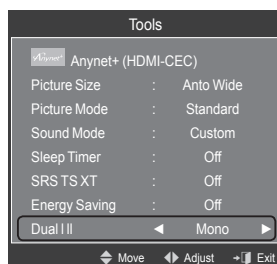 Tools
Anynet+ Anynet+ (HDMI-CEC)
Picture Size : Anto Wide
Picture Mode : Standard
Sound Mode : Custom
Sleep Timer : Off
SRS TS XT : Off
Energy Saving : Off
Dual I II ◀ Mono ▶
Move Adjust Exit